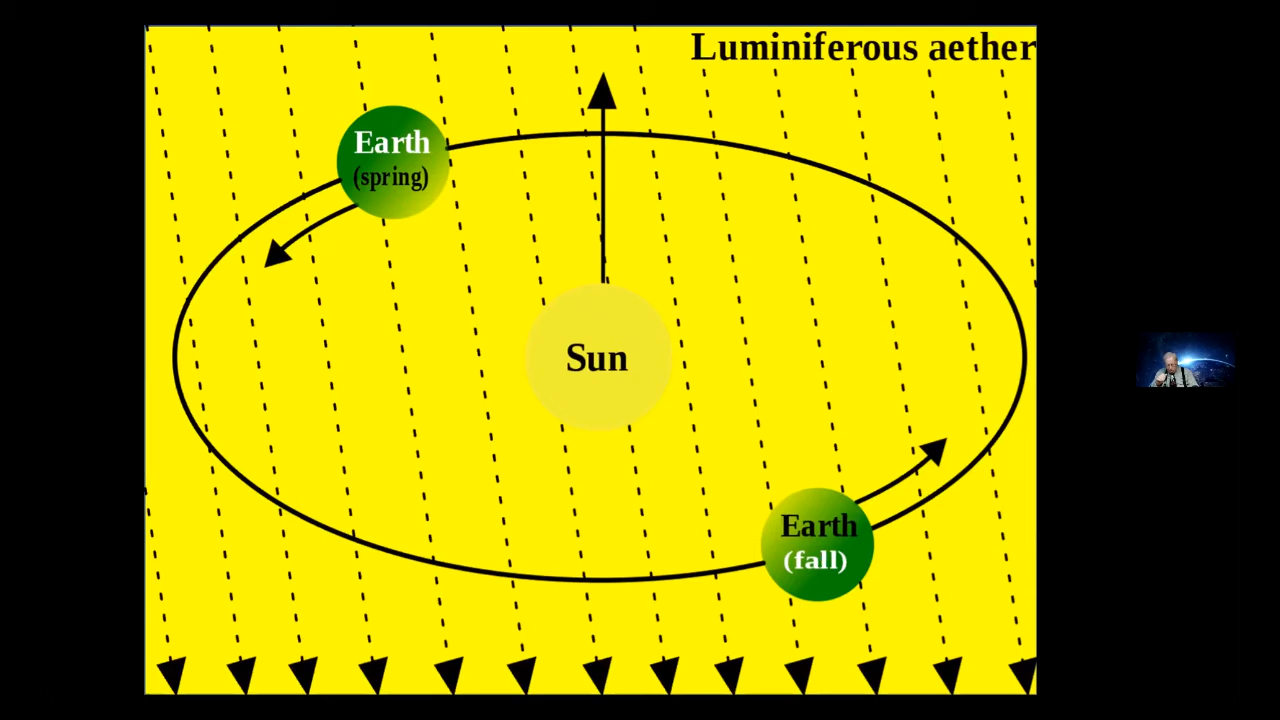 Luminiferous aether
Earth
(spring)
Sun
Earth
(fall)